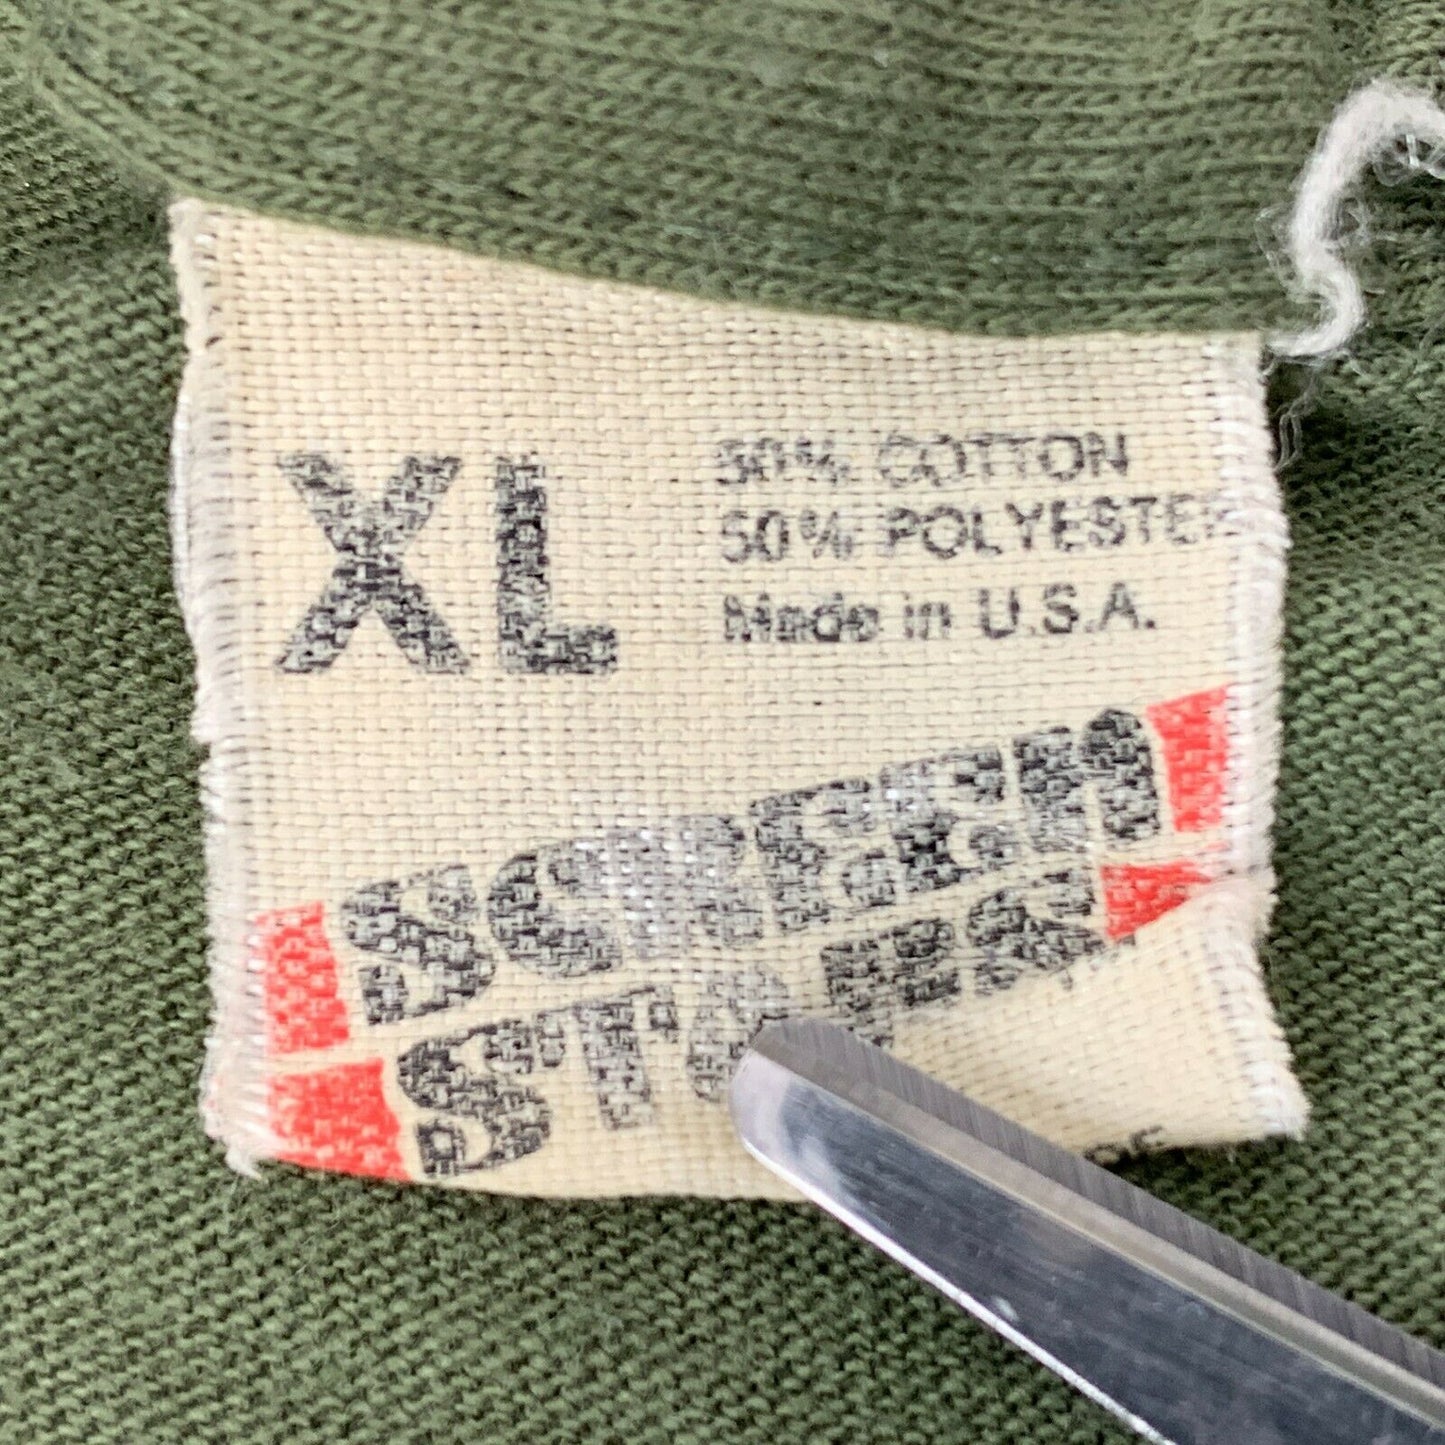 XL
50% COTTON
50% POLYESTER
Made in U.S.A.
SCREEN
STARS